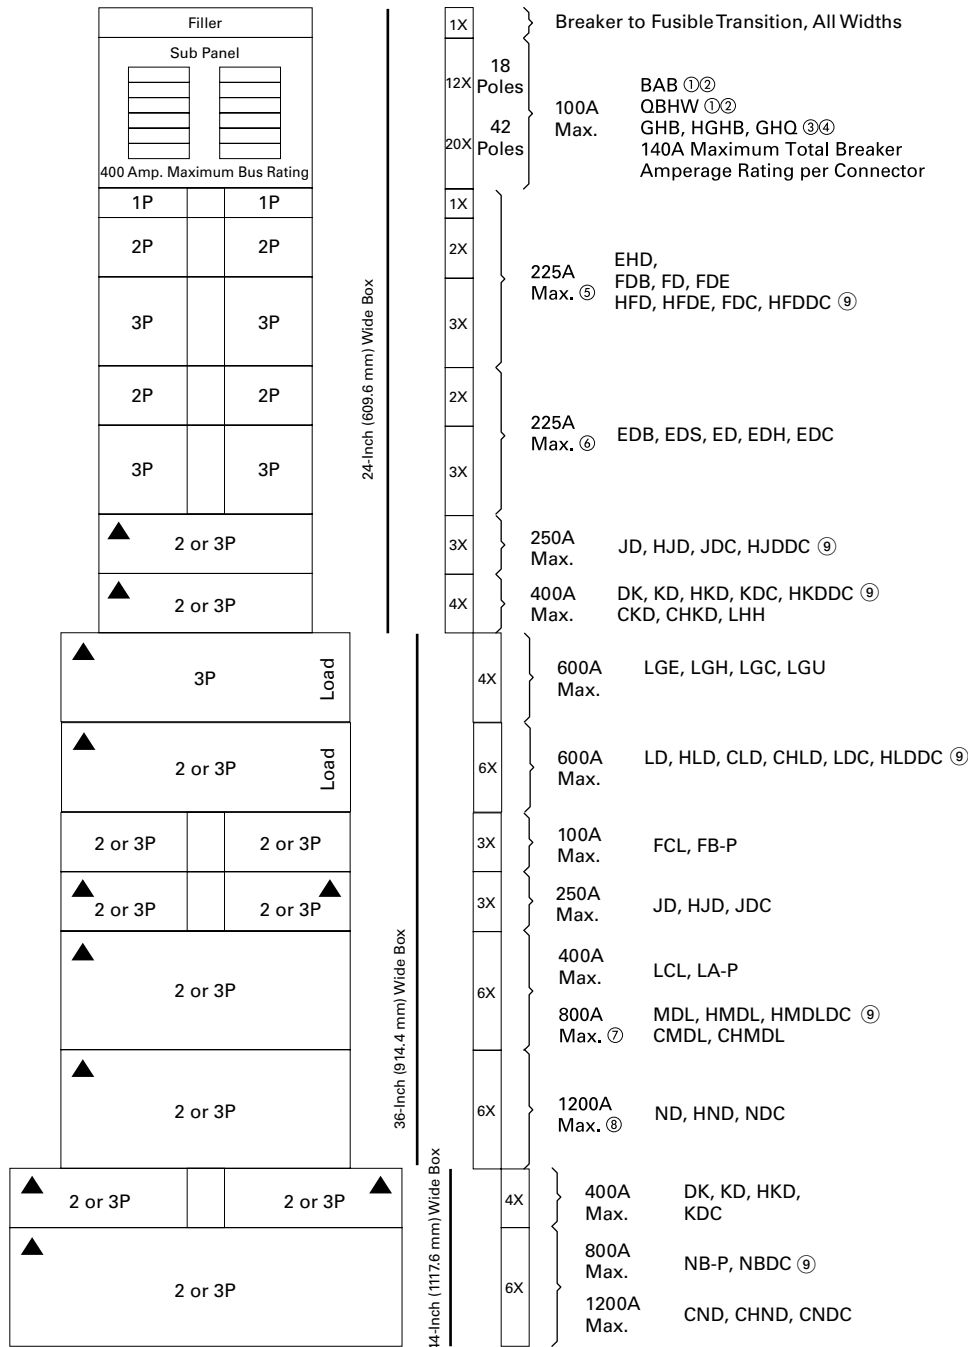 Filler
1X
Breaker to Fusible Transition, All Widths
Sub Panel
400 Amp. Maximum Bus Rating
12X
18 Poles
20X
42 Poles
100A Max.
BAB ①②
QBHW ①②
GHB, HGHB, GHQ ③④
140A Maximum Total Breaker
Amperage Rating per Connector
1P 1P
1X
2P 2P
2X
3P 3P
3X
225A Max. ⑤
EHD,
FDB, FD, FDE
HFD, HFDE, FDC, HFDDC ⑨
2P 2P
2X
3P 3P
3X
225A Max. ⑥
EDB, EDS, ED, EDH, EDC
2 or 3P
3X
250A Max.
JD, HJD, JDC, HJDDC ⑨
2 or 3P
4X
400A Max.
DK, KD, HKD, KDC, HKDDC ⑨
CKD, CHKD, LHH
24-Inch (609.6 mm) Wide Box
3P
Load
4X
600A Max.
LGE, LGH, LGC, LGU
2 or 3P
Load
6X
600A Max.
LD, HLD, CLD, CHLD, LDC, HLDDC ⑨
2 or 3P 2 or 3P
3X
100A Max.
FCL, FB-P
2 or 3P 2 or 3P
3X
250A Max.
JD, HJD, JDC
2 or 3P
6X
400A Max.
LCL, LA-P
800A Max. ⑦
MDL, HMDL, HMDLDC ⑨
CMDL, CHMDL
2 or 3P
6X
1200A Max. ⑧
ND, HND, NDC
36-Inch (914.4 mm) Wide Box
2 or 3P 2 or 3P
4X
400A Max.
DK, KD, HKD,
KDC
2 or 3P
6X
800A Max.
NB-P, NBDC ⑨
1200A Max.
CND, CHND, CNDC
44-Inch (1117.6 mm) Wide Box